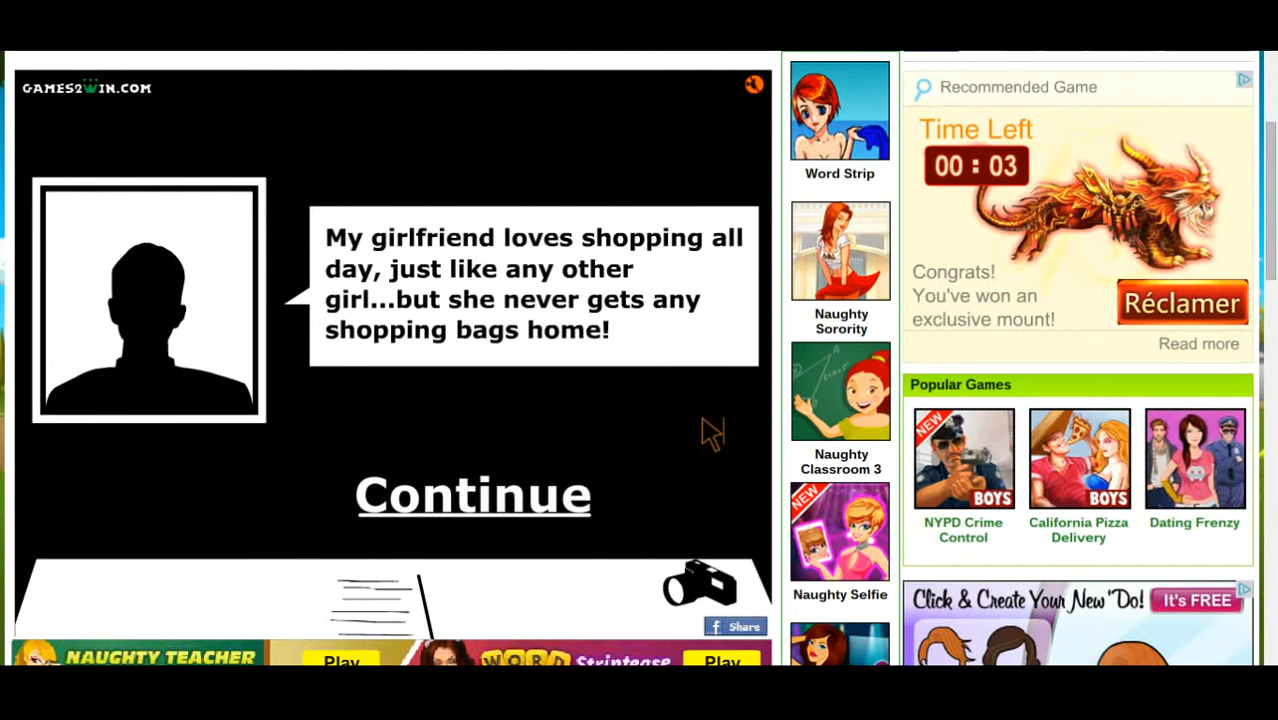 GAMES2WIN.COM
My girlfriend loves shopping all
day, just like any other
girl...but she never gets any
shopping bags home!
Continue
Share
NAUGHTY TEACHER
Play
WORD Striptease
Play
Word Strip
Naughty
Sorority
Naughty
Classroom 3
NEW
Naughty Selfie
Recommended Game
Time Left
00 : 03
Congrats!
You've won an
exclusive mount!
Réclamer
Read more
Popular Games
NEW
BOYS
BOYS
NYPD Crime
Control
California Pizza
Delivery
Dating Frenzy
Click & Create Your New 'Do!
It's FREE